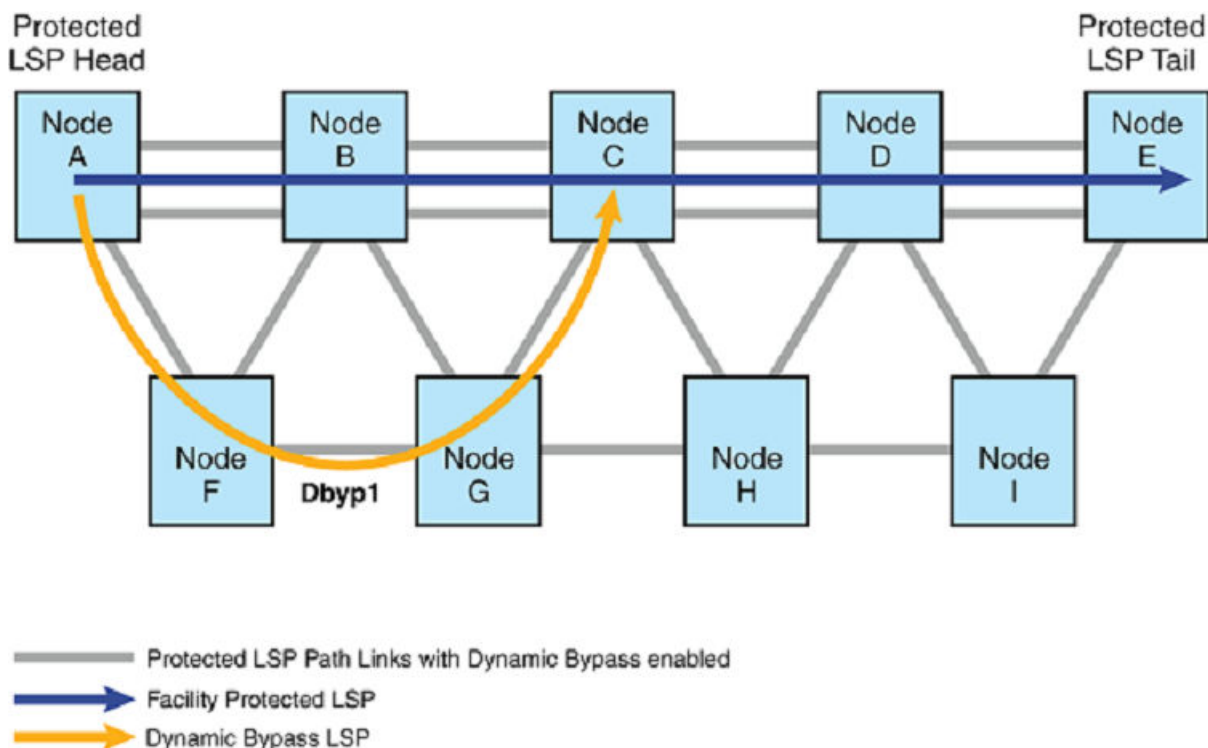 Protected
LSP Head
Protected
LSP Tail
Node
A
Node
B
Node
C
Node
D
Node
E
Node
F
Dbyp1
Node
G
Node
H
Node
I
Protected LSP Path Links with Dynamic Bypass enabled
Facility Protected LSP
Dynamic Bypass LSP